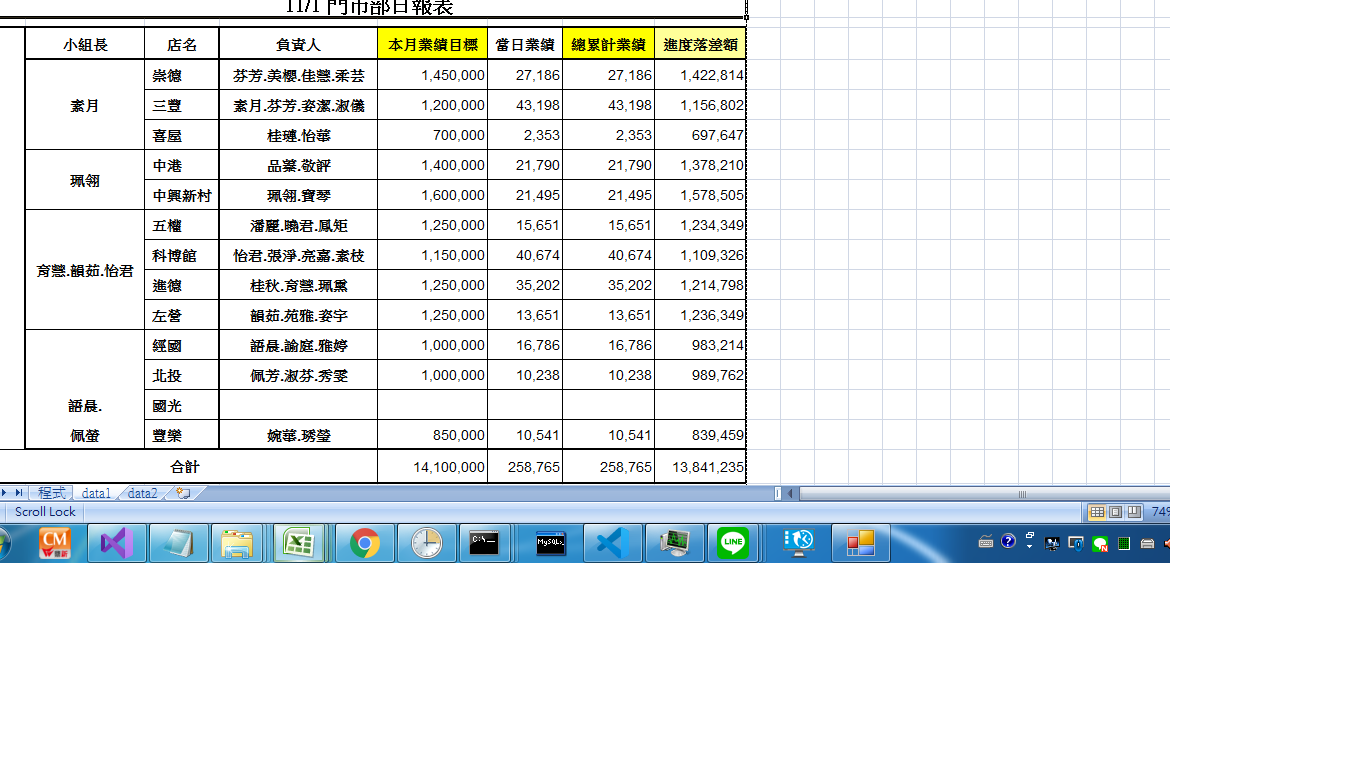 11/1 門市部日報表
小組長 店名 負責人 本月業績目標 當日業績 總累計業績 進度落差額
素月 崇德 芬芳.美櫻.佳慧.柔芸 1,450,000 27,186 27,186 1,422,814
三豐 素月.芬芳.姿潔.淑儀 1,200,000 43,198 43,198 1,156,802
喜屋 桂璉.怡華 700,000 2,353 2,353 697,647
珮翎 中港 品蓁.敬評 1,400,000 21,790 21,790 1,378,210
中興新村 珮翎.寶琴 1,600,000 21,495 21,495 1,578,505
育慧.韻茹.怡君 五權 潘麗.曉君.鳳矩 1,250,000 15,651 15,651 1,234,349
科博館 怡君.張淨.亮嘉.素枝 1,150,000 40,674 40,674 1,109,326
進德 桂秋.育慧.珮黨 1,250,000 35,202 35,202 1,214,798
左營 韻茹.苑雅.姿宇 1,250,000 13,651 13,651 1,236,349
經國 語晨.諭庭.雅婷 1,000,000 16,786 16,786 983,214
北投 佩芳.淑芬.秀雯 1,000,000 10,238 10,238 989,762
語晨. 國光
佩螢 豐樂 婉華.琇瑩 850,000 10,541 10,541 839,459
合計 14,100,000 258,765 258,765 13,841,235
程式 data1 data2
Scroll Lock 74%
CM
C:\_
MySQL>
LINE